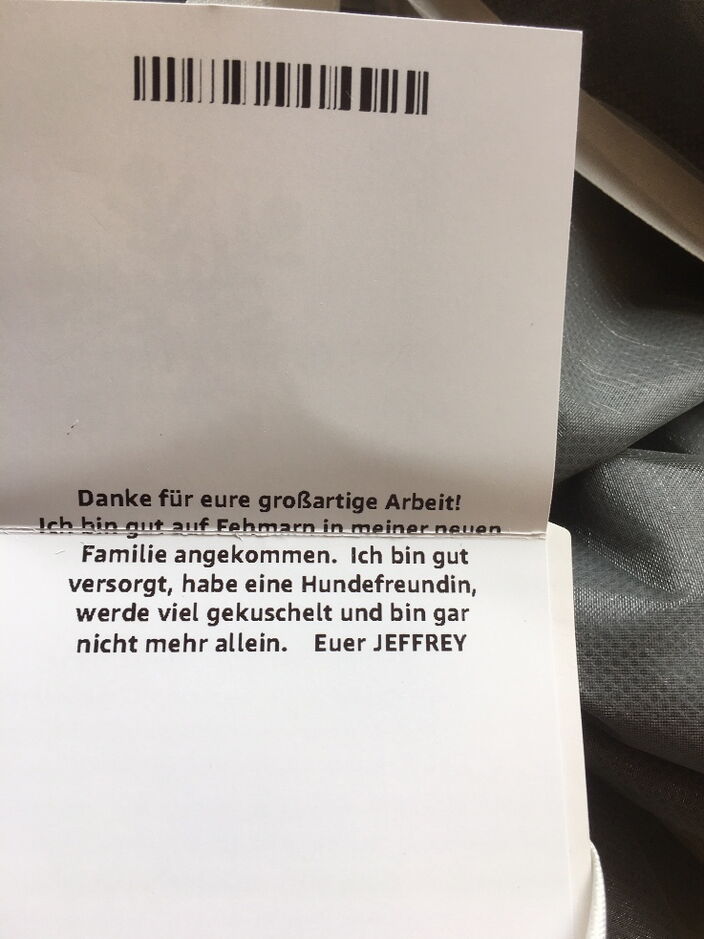 Danke für eure großartige Arbeit!
Ich bin gut auf Fehmarn in meiner neuen
Familie angekommen. Ich bin gut
versorgt, habe eine Hundefreundin,
werde viel gekuschelt und bin gar
nicht mehr allein. Euer JEFFREY